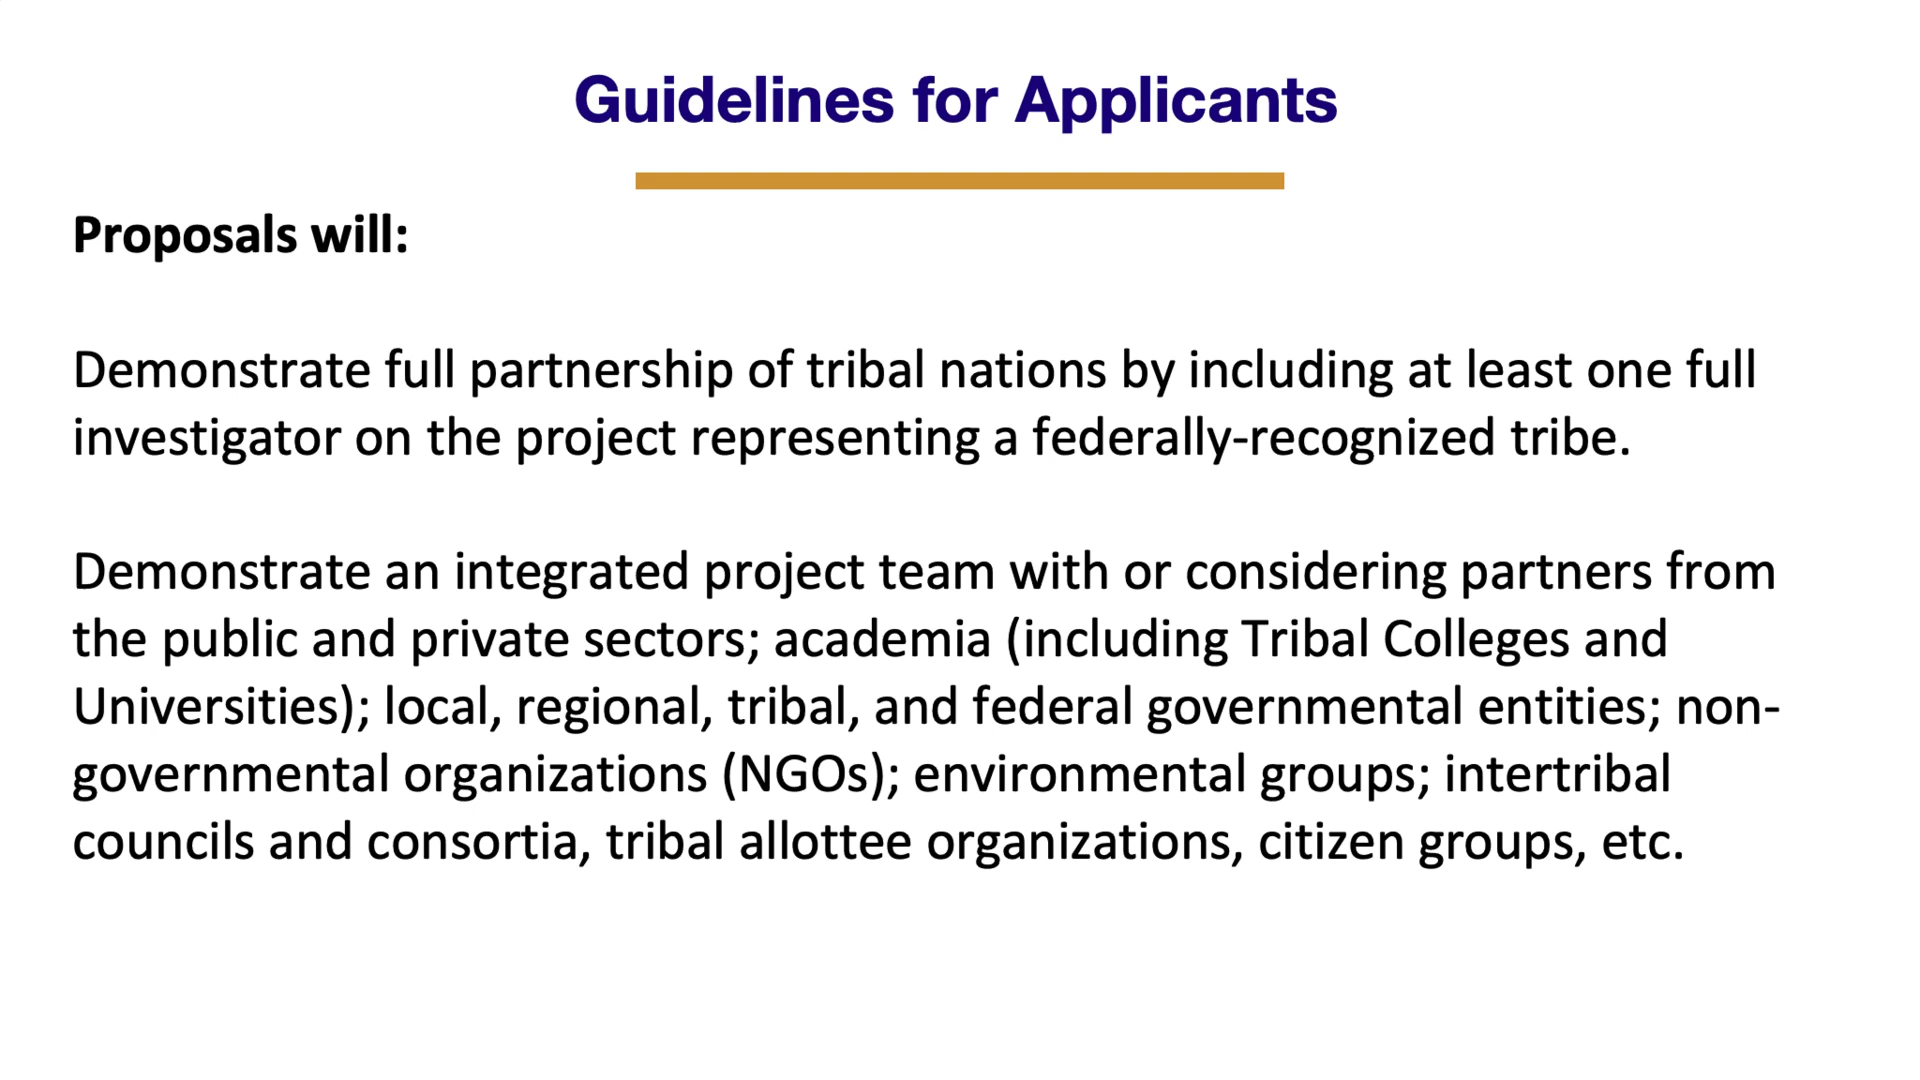 Guidelines for Applicants
Proposals will:
Demonstrate full partnership of tribal nations by including at least one full
investigator on the project representing a federally-recognized tribe.
Demonstrate an integrated project team with or considering partners from
the public and private sectors; academia (including Tribal Colleges and
Universities); local, regional, tribal, and federal governmental entities; non-
governmental organizations (NGOs); environmental groups; intertribal
councils and consortia, tribal allottee organizations, citizen groups, etc.